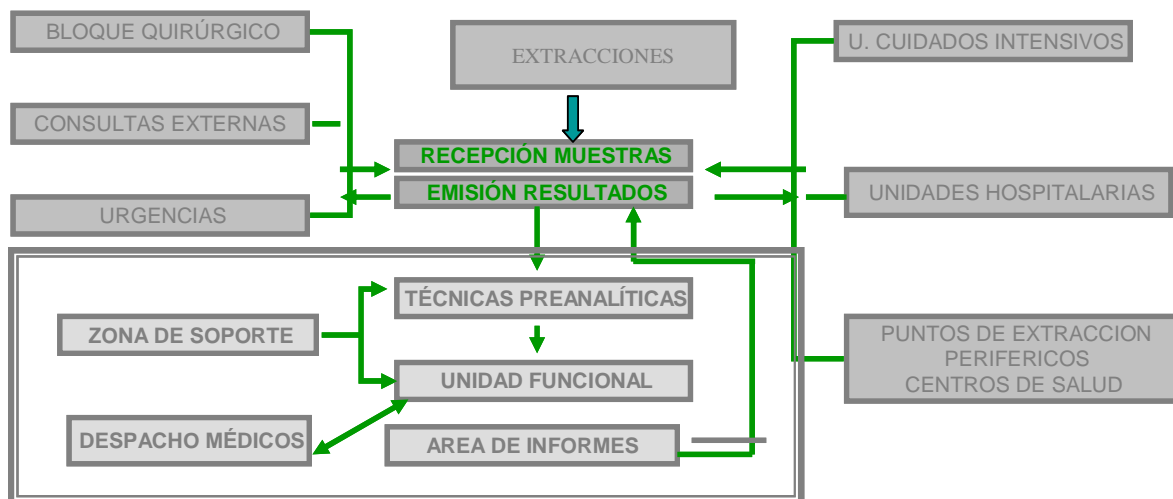 BLOQUE QUIRÚRGICO
EXTRACCIONES
U. CUIDADOS INTENSIVOS
CONSULTAS EXTERNAS
RECEPCIÓN MUESTRAS
EMISIÓN RESULTADOS
UNIDADES HOSPITALARIAS
URGENCIAS
TÉCNICAS PREANALÍTICAS
ZONA DE SOPORTE
PUNTOS DE EXTRACCION
PERIFERICOS
CENTROS DE SALUD
UNIDAD FUNCIONAL
DESPACHO MÉDICOS
AREA DE INFORMES